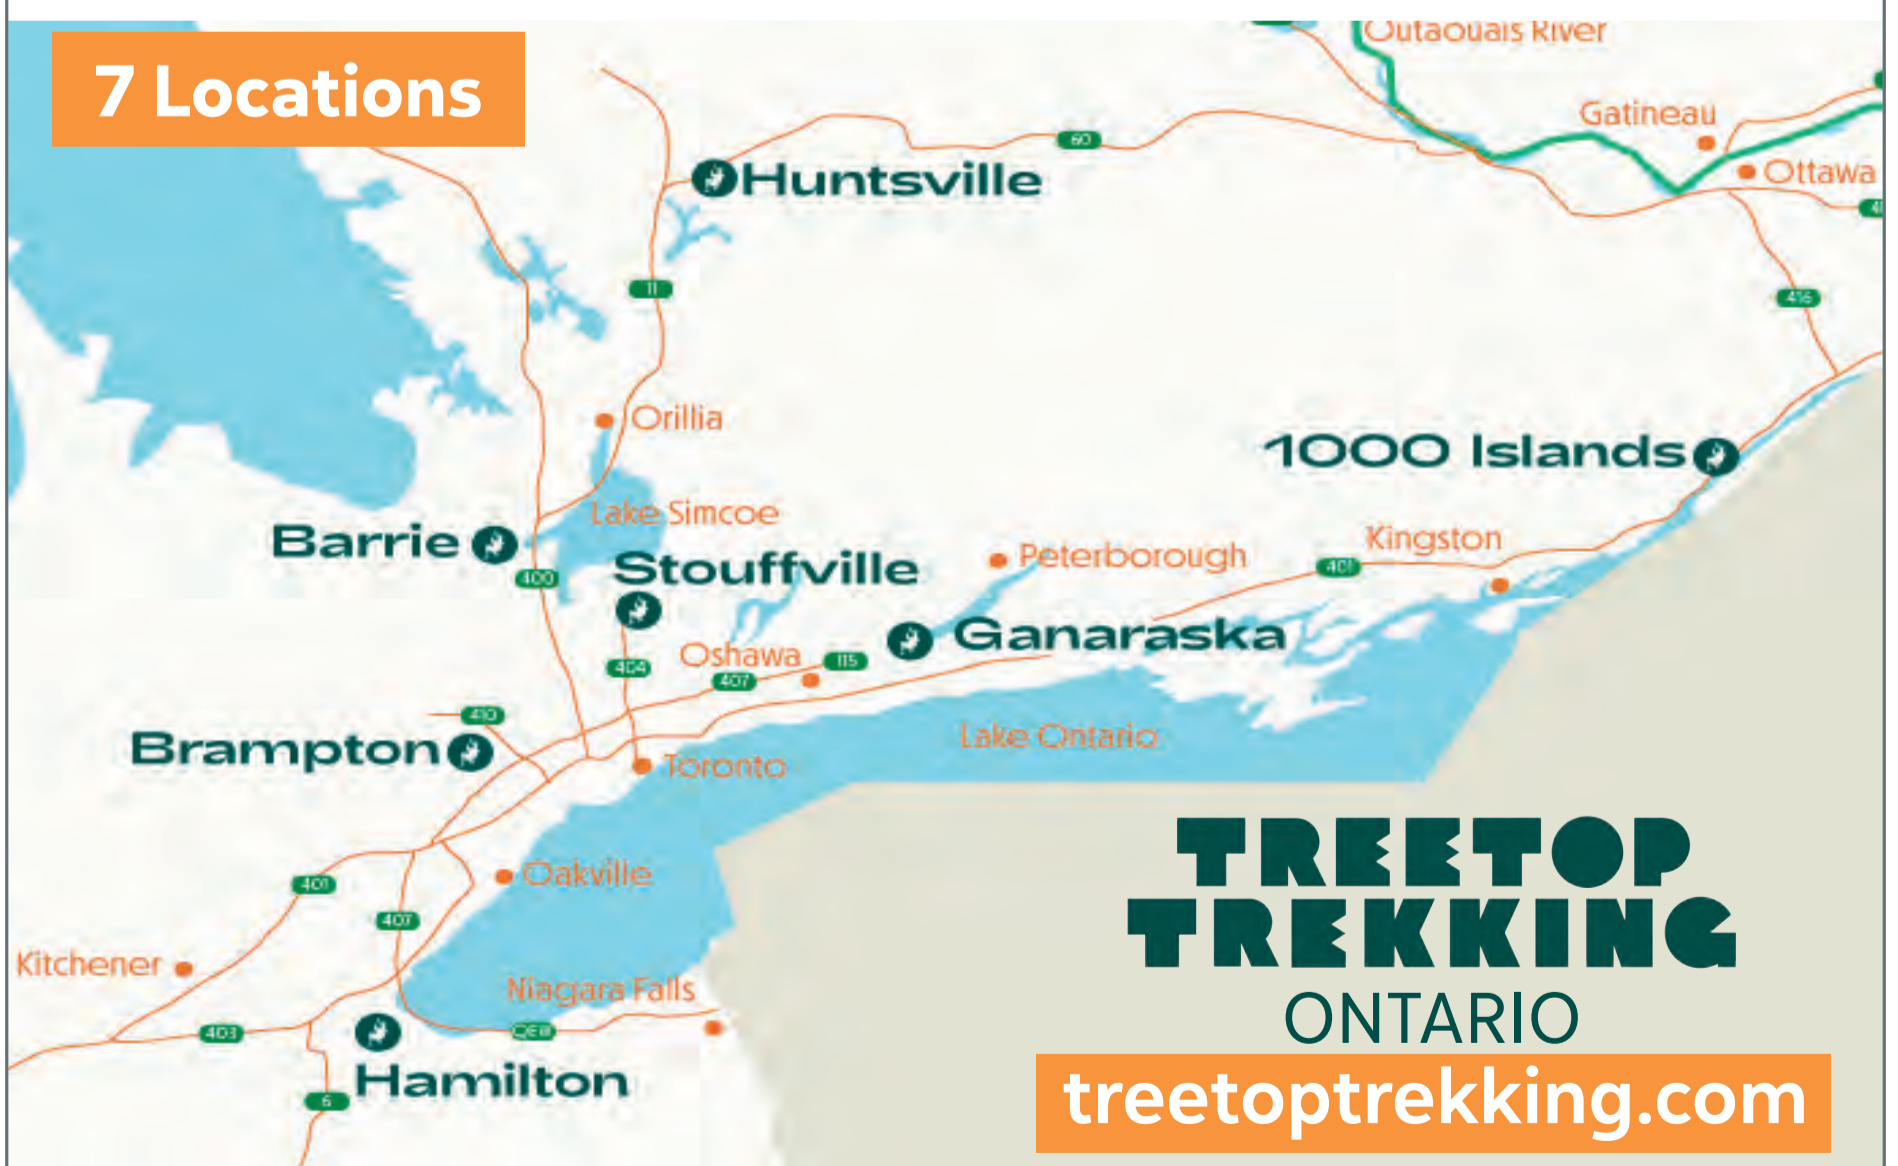 7 Locations
Outaouais River
Gatineau
Ottawa
60
Huntsville
11
416
Orillia
1000 Islands
Lake Simcoe
Barrie
Kingston
Stouffville
Peterborough
401
400
Ganaraska
Oshawa
115
404
407
410
Brampton
Lake Ontario
Toronto
TREETOP
TREKKING
ONTARIO
treetoptrekking.com
Oakville
401
407
Kitchener
Niagara Falls
403
QEW
Hamilton
6